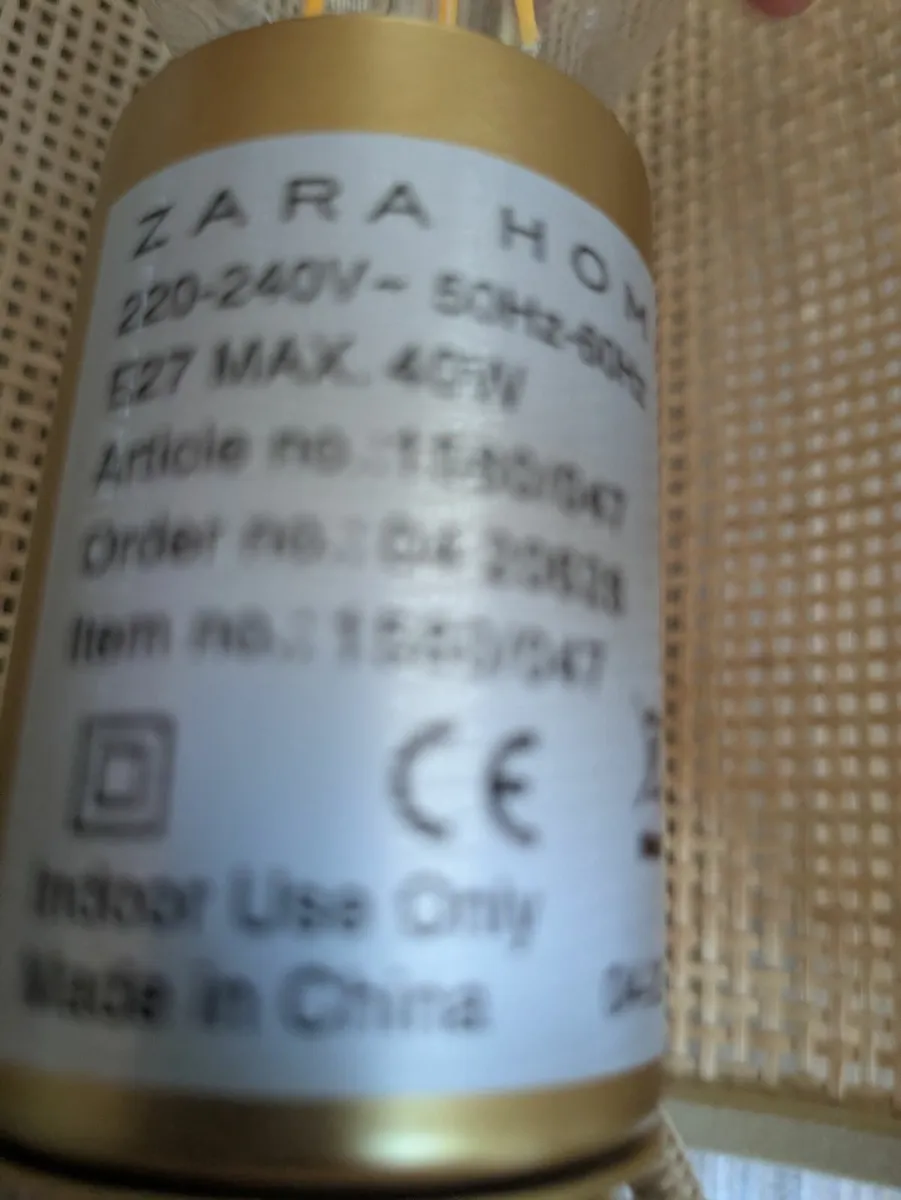 ZARA HOM
220-240V~ 50Hz-60Hz
E27 MAX. 40W
Article no.:
Order no.:
Item no.:
CE
Indoor Use Only
Made in China